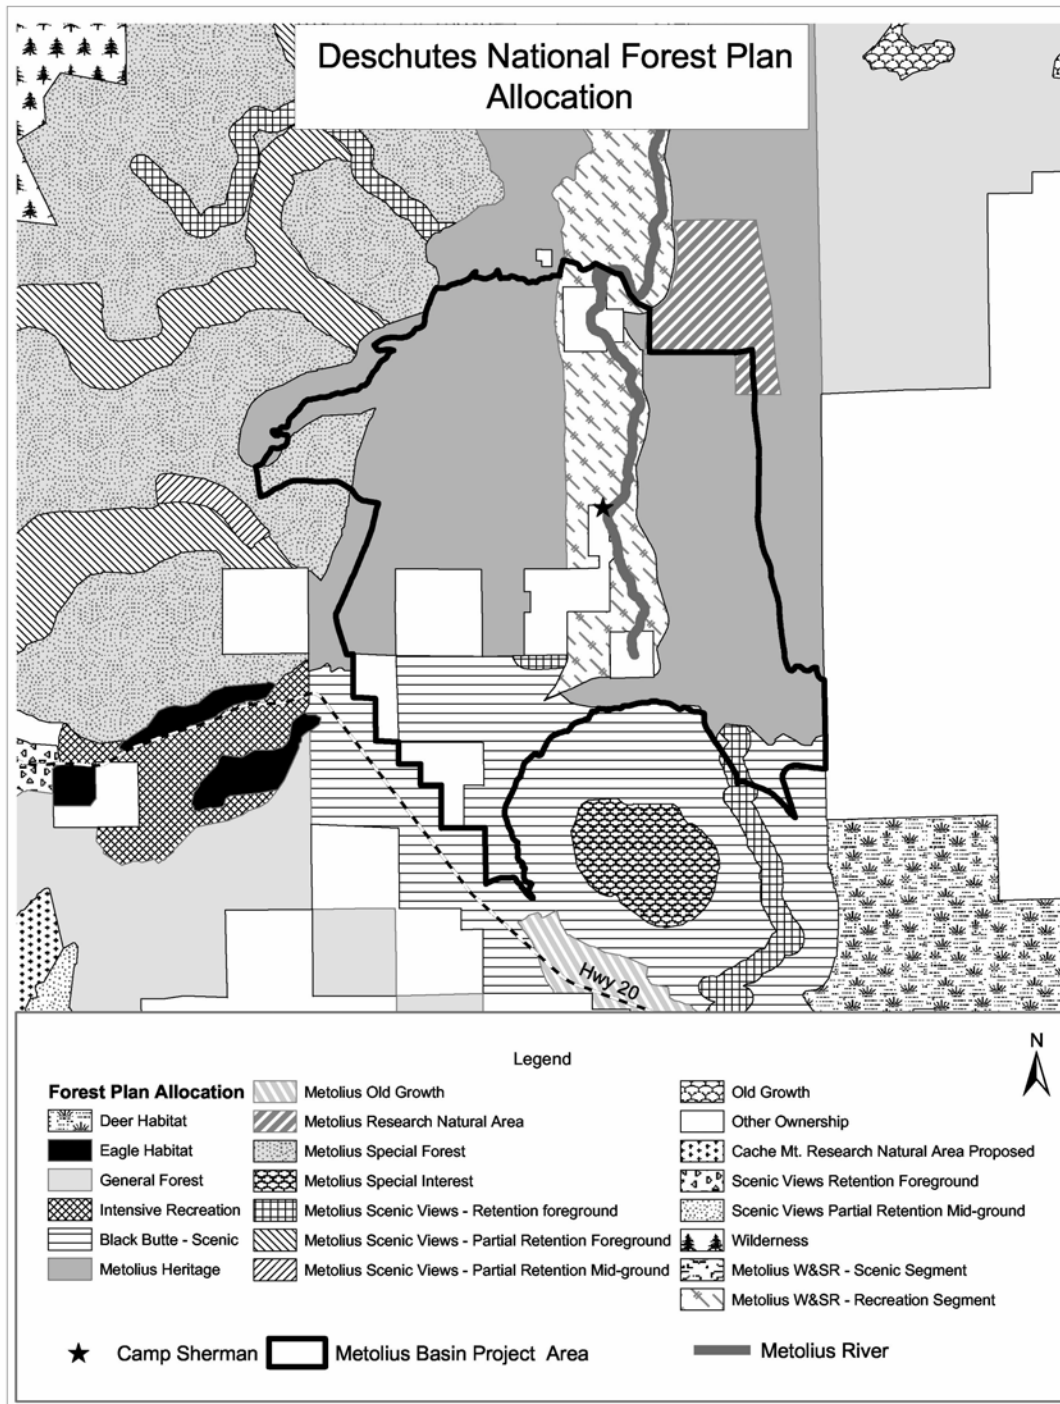 Deschutes National Forest Plan
Allocation
Hwy 20
N
Legend
Forest Plan Allocation
Deer Habitat
Eagle Habitat
General Forest
Intensive Recreation
Black Butte - Scenic
Metolius Heritage
Metolius Old Growth
Metolius Research Natural Area
Metolius Special Forest
Metolius Special Interest
Metolius Scenic Views - Retention foreground
Metolius Scenic Views - Partial Retention Foreground
Metolius Scenic Views - Partial Retention Mid-ground
Old Growth
Other Ownership
Cache Mt. Research Natural Area Proposed
Scenic Views Retention Foreground
Scenic Views Partial Retention Mid-ground
Wilderness
Metolius W&SR - Scenic Segment
Metolius W&SR - Recreation Segment
Camp Sherman
Metolius Basin Project Area
Metolius River